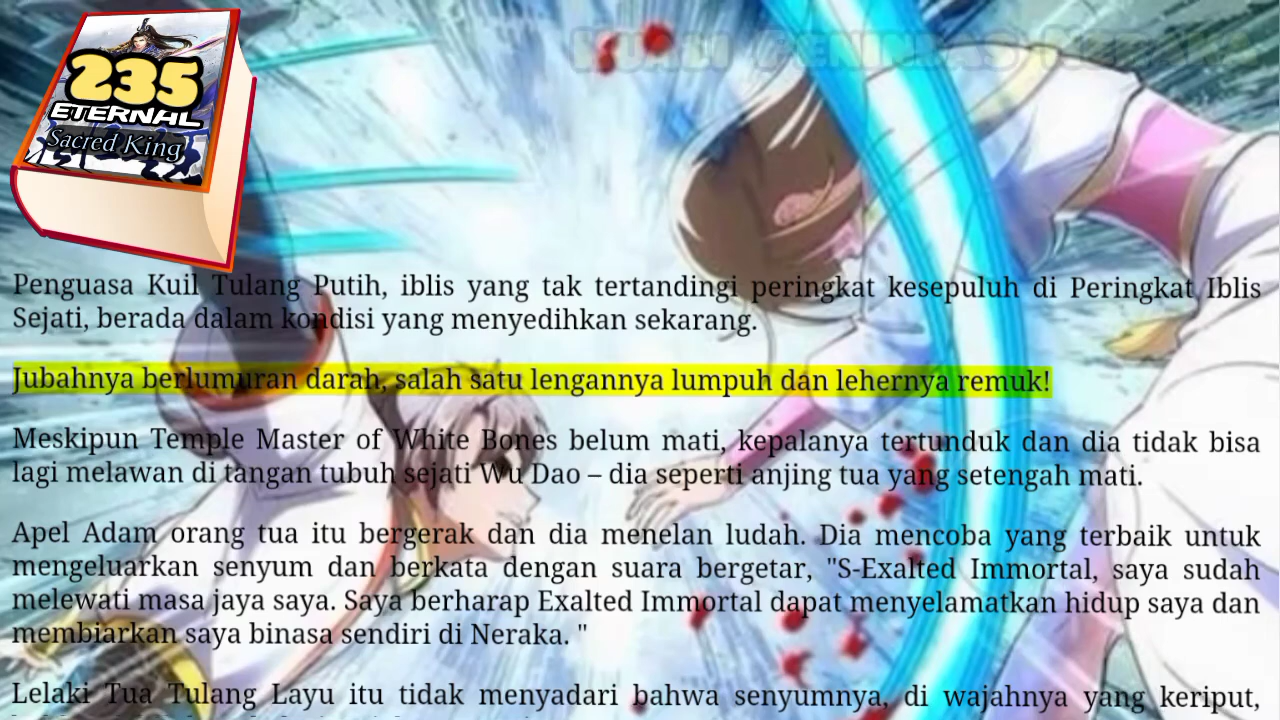 235
ETERNAL
Sacred King
Penguasa Kuil Tulang Putih, iblis yang tak tertandingi peringkat kesepuluh di Peringkat Iblis
Sejati, berada dalam kondisi yang menyedihkan sekarang.
Jubahnya berlumuran darah, salah satu lengannya lumpuh dan lehernya remuk!
Meskipun Temple Master of White Bones belum mati, kepalanya tertunduk dan dia tidak bisa
lagi melawan di tangan tubuh sejati Wu Dao – dia seperti anjing tua yang setengah mati.
Apel Adam orang tua itu bergerak dan dia menelan ludah. Dia mencoba yang terbaik untuk
mengeluarkan senyum dan berkata dengan suara bergetar, "S-Exalted Immortal, saya sudah
melewati masa jaya saya. Saya berharap Exalted Immortal dapat menyelamatkan hidup saya dan
membiarkan saya binasa sendiri di Neraka. "
Lelaki Tua Tulang Layu itu tidak menyadari bahwa senyumnya, di wajahnya yang keriput,